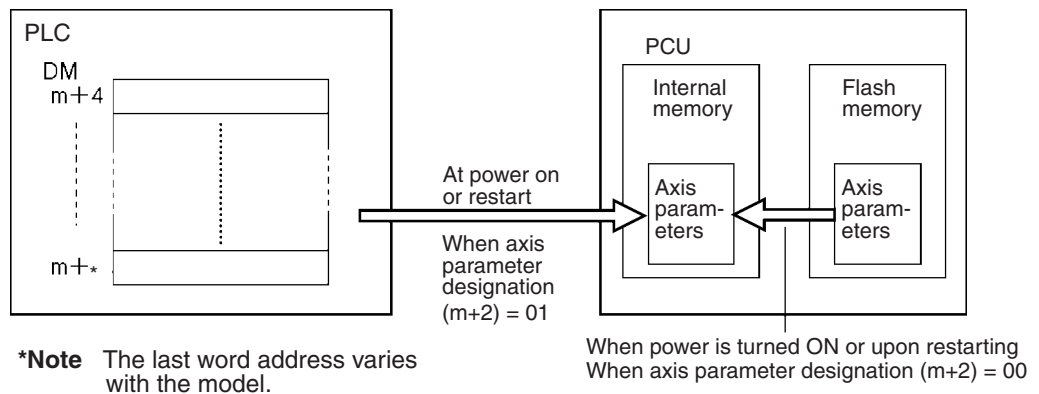 PLC
DM
m+4
m+*
At power on
or restart
When axis
parameter
designation
(m+2) = 01
PCU
Internal
memory
Axis
param-
eters
Flash
memory
Axis
param-
eters
*Note The last word address varies
with the model.
When power is turned ON or upon restarting
When axis parameter designation (m+2) = 00